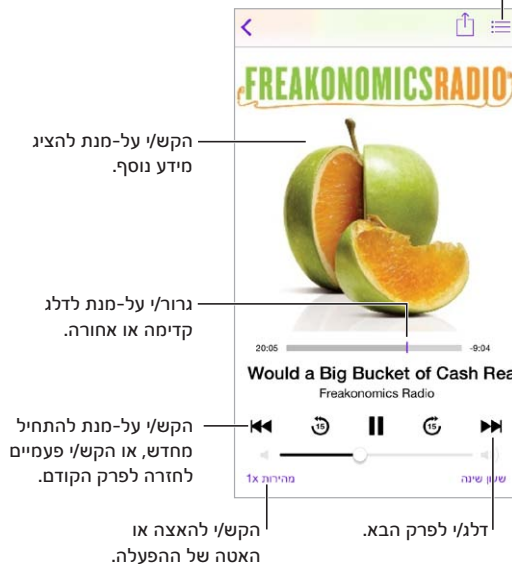 FREAKONOMICSRADIO
הקש/י על-מנת להציג
מידע נוסף.
גרור/י על-מנת לדלג
קדימה או אחורה.
20:05
-9:04
Would a Big Bucket of Cash Rea
Freakonomics Radio
הקש/י על-מנת להתחיל
מחדש, או הקש/י פעמיים
לחזרה לפרק הקודם.
15
15
מהירות 1x
שעון שינה
הקש/י להאצה או
האטה של ההפעלה.
דלג/י לפרק הבא.